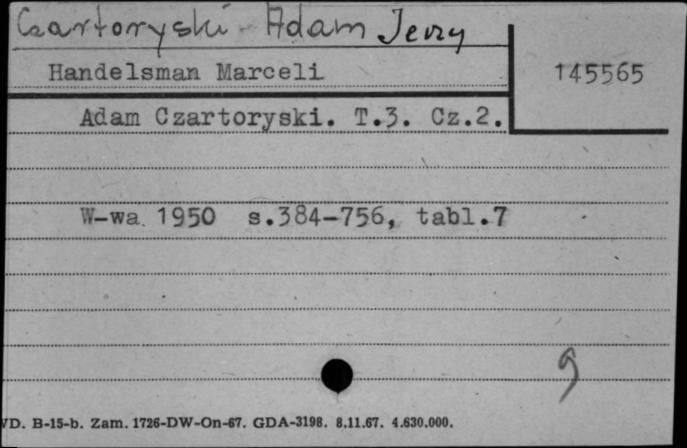 Czartoryski Adam Jerzy
Handelsman Marceli
145565
Adam Czartoryski. T.3. Cz.2.
W-wa 1950 s.384-756, tabl.7
9
VD. B-15-b. Zam. 1726-DW-On-67. GDA-3198. 8.11.67. 4.630.000.